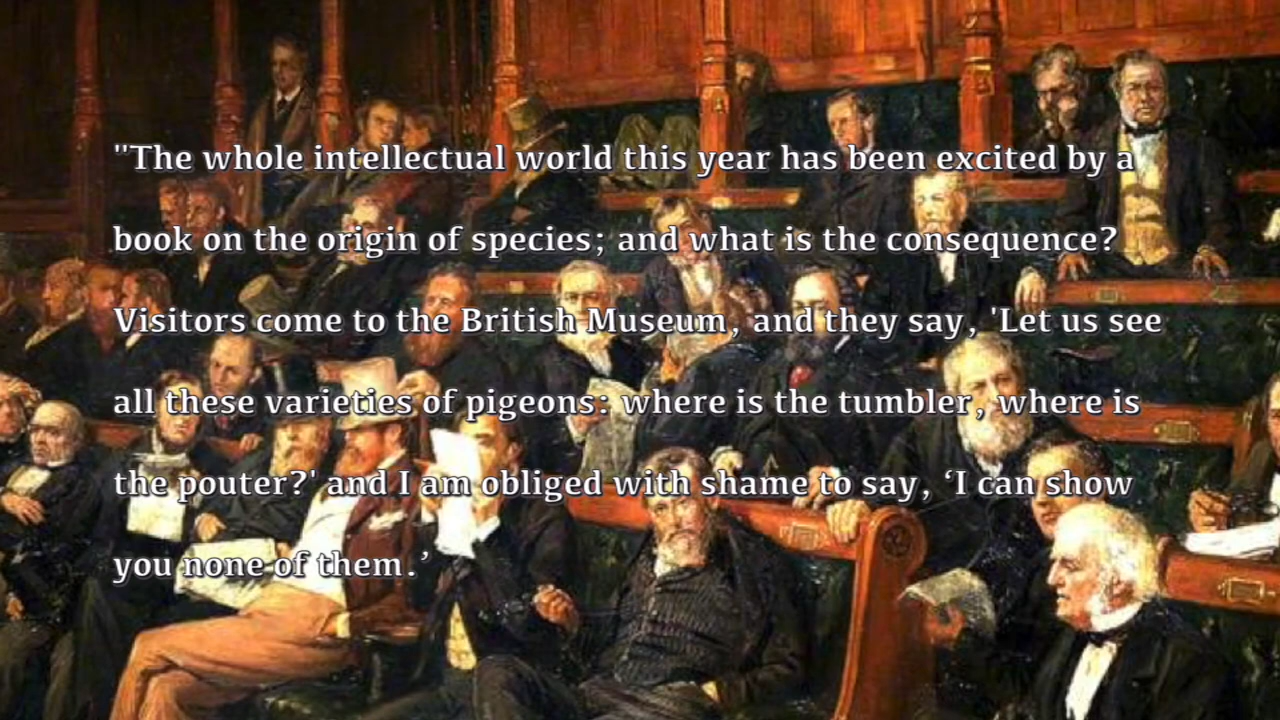 "The whole intellectual world this year has been excited by a
book on the origin of species; and what is the consequence?
Visitors come to the British Museum, and they say, 'Let us see
all these varieties of pigeons: where is the tumbler, where is
the pouter?' and I am obliged with shame to say, ‘I can show
you none of them.’